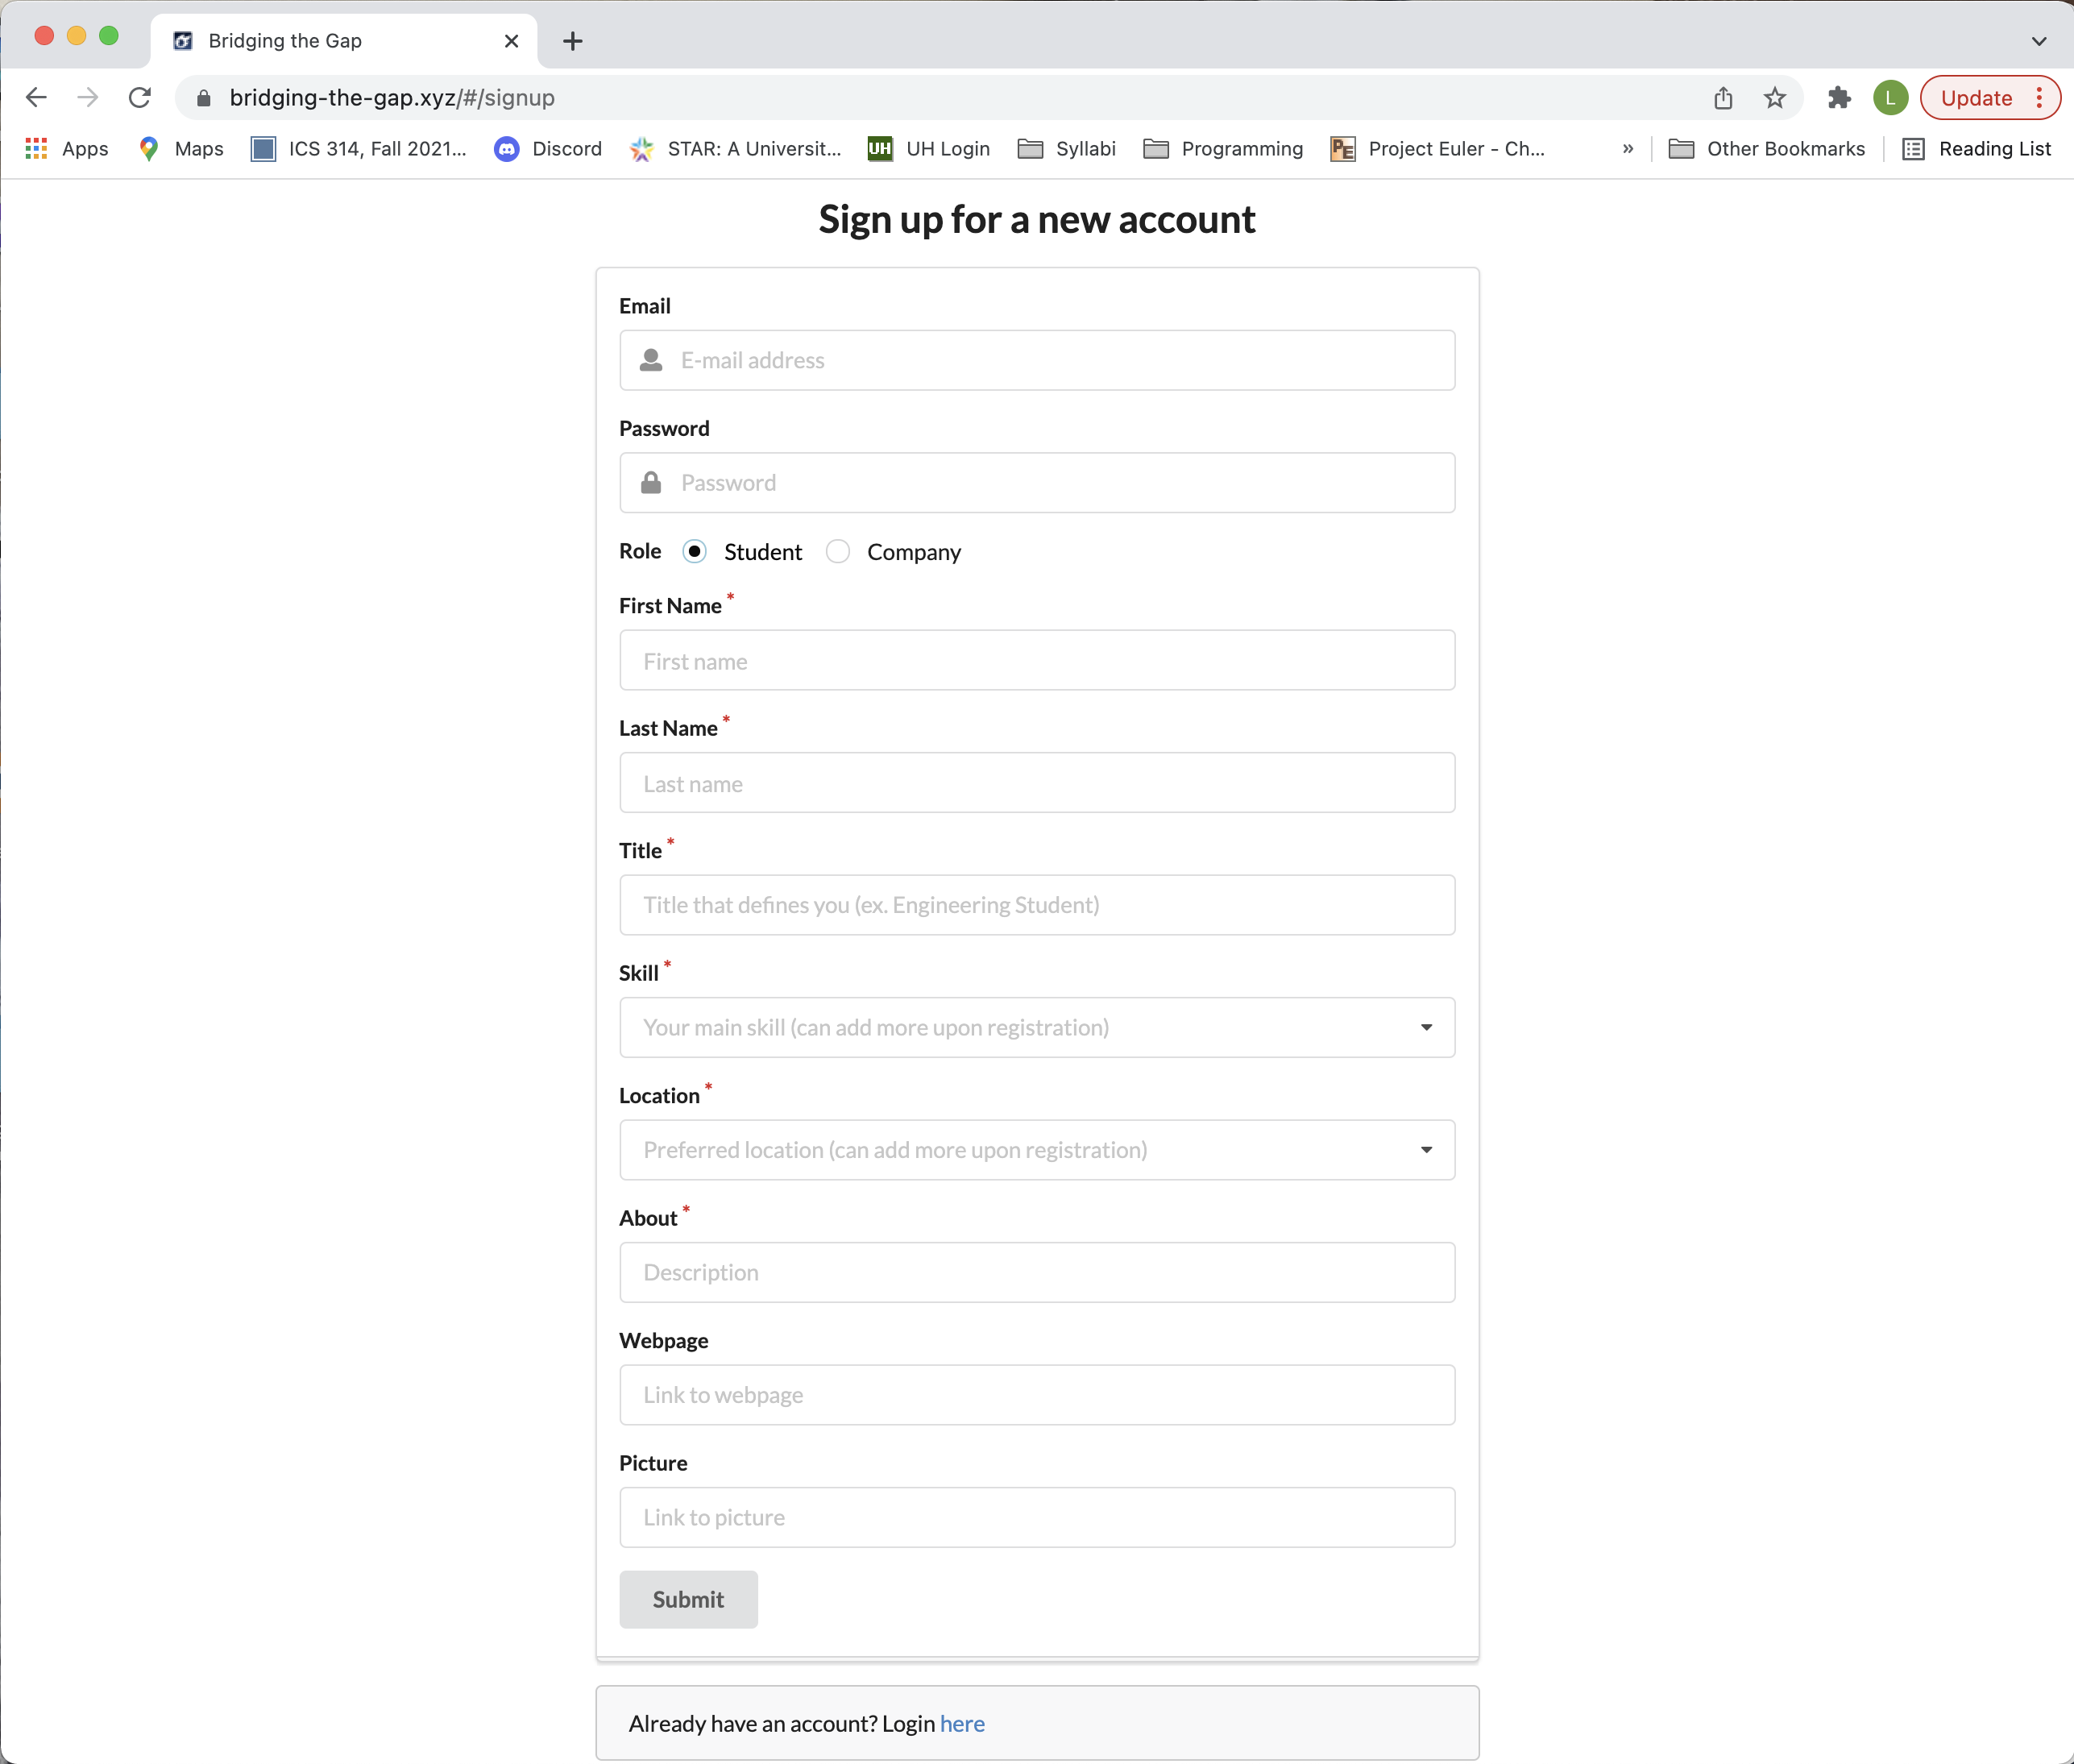 Bridging the Gap
bridging-the-gap.xyz/#/signup
L
Update
Apps
Maps
ICS 314, Fall 2021...
Discord
STAR: A Universit...
UH
UH Login
Syllabi
Programming
PE
Project Euler - Ch...
»
Other Bookmarks
Reading List
Sign up for a new account
Email
E-mail address
Password
Password
Role Student Company
First Name *
First name
Last Name *
Last name
Title *
Title that defines you (ex. Engineering Student)
Skill *
Your main skill (can add more upon registration)
Location *
Preferred location (can add more upon registration)
About *
Description
Webpage
Link to webpage
Picture
Link to picture
Submit
Already have an account? Login here